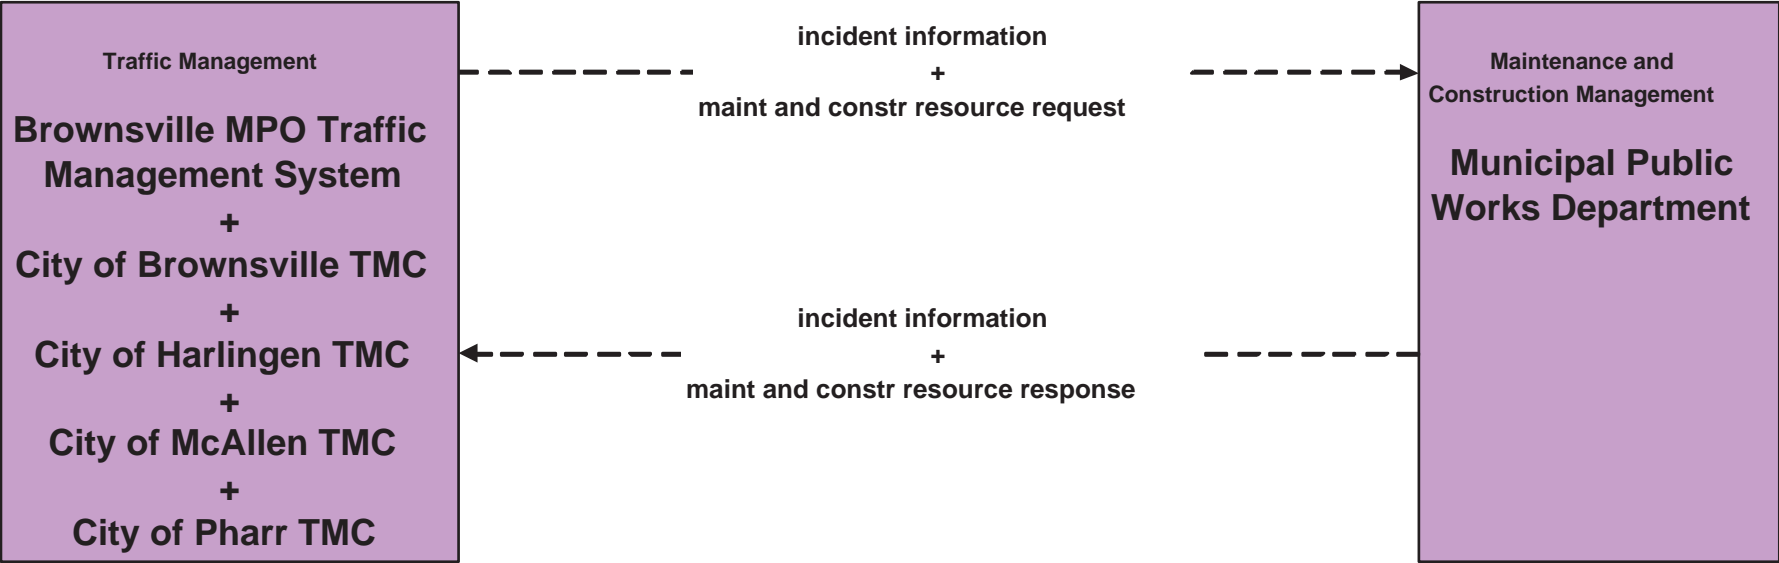 Traffic Management
Brownsville MPO Traffic
Management System
+
City of Brownsville TMC
+
City of Harlingen TMC
+
City of McAllen TMC
+
City of Pharr TMC
incident information
+
maint and constr resource request
incident information
+
maint and constr resource response
Maintenance and
Construction Management
Municipal Public
Works Department